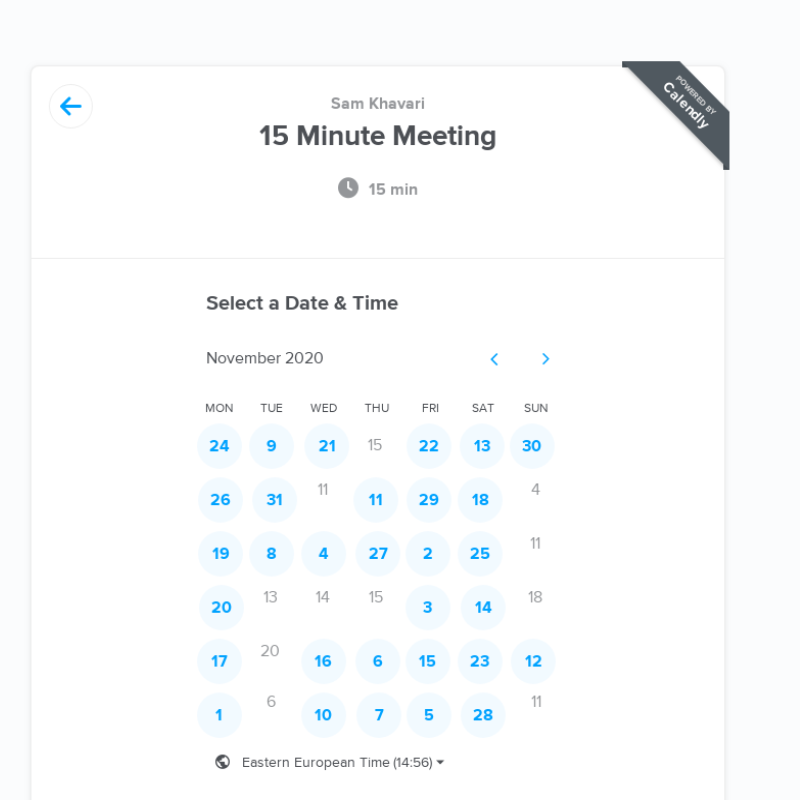 POWERED BY
Calendly
Sam Khavari
15 Minute Meeting
15 min
Select a Date & Time
November 2020
MON TUE WED THU FRI SAT SUN
24 9 21 15 22 13 30
26 31 11 11 29 18 4
19 8 4 27 2 25 11
20 13 14 15 3 14 18
17 20 16 6 15 23 12
1 6 10 7 5 28 11
Eastern European Time (14:56)